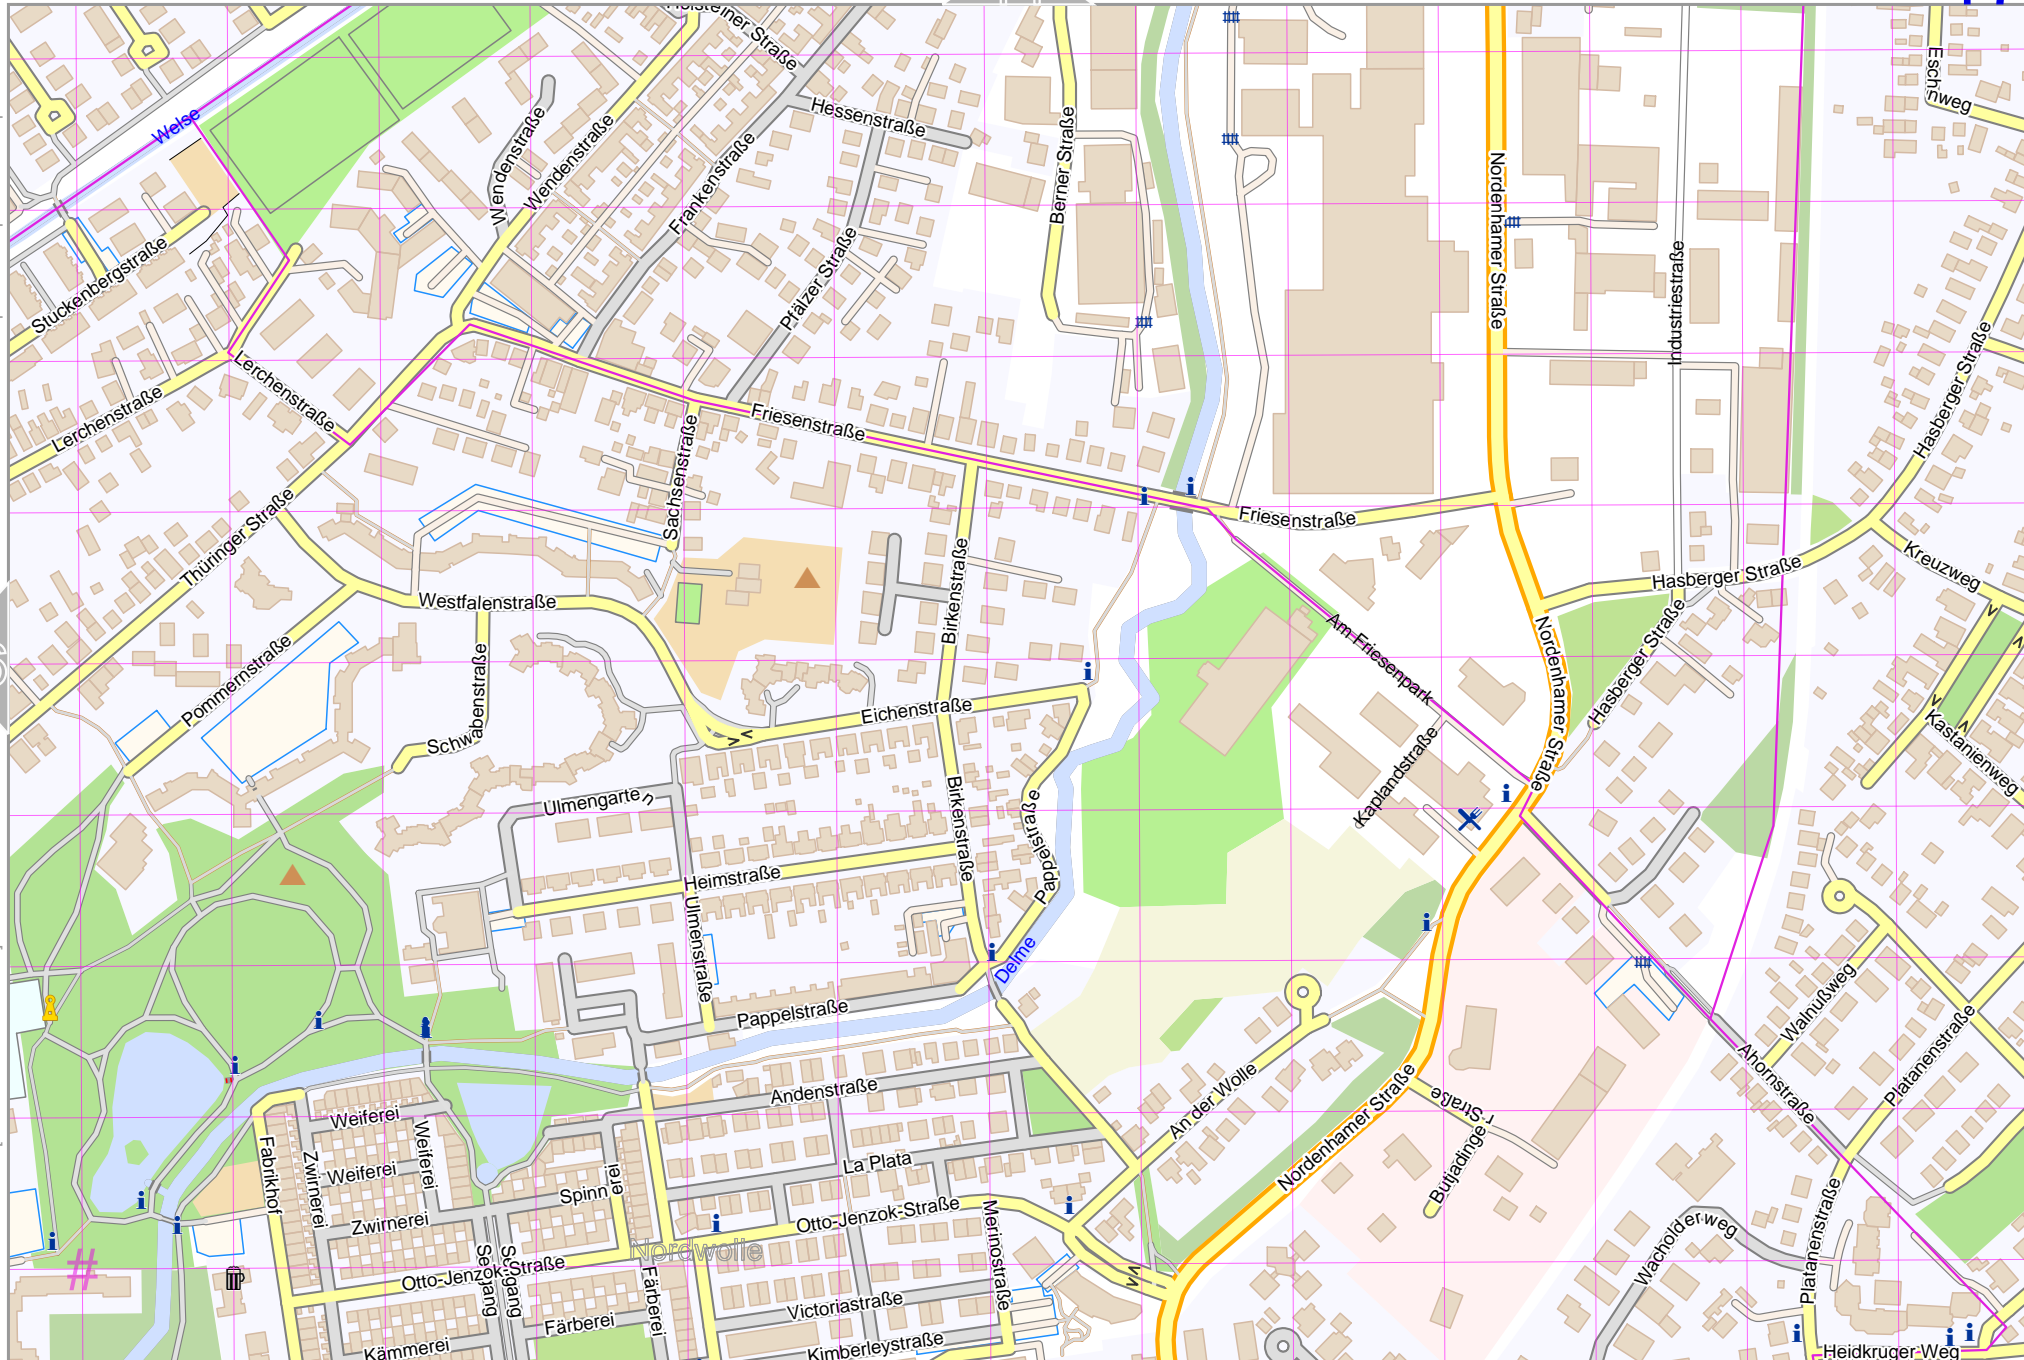 Holsteiner Straße
Hessenstraße
Eschnweg
Welse
Wendenstraße
Wendenstraße
Frankenstraße
Berner Straße
Nordenhamer Straße
Industriestraße
Stuckenbergstraße
Pfälzer Straße
Hasberger Straße
Lerchenstraße
Lerchenstraße
Friesenstraße
Sachsenstraße
Friesenstraße
Thüringer Straße
Birkenstraße
Hasberger Straße
Kreuzweg
Westfalenstraße
Am Friesenpark
Nordenhamer Straße
Hasberger Straße
Pommernstraße
Schwabenstraße
Eichenstraße
Kastanienweg
Kaplandstraße
Ulmengarten
Birkenstraße
Pappelstraße
Heimstraße
Ulmenstraße
Delme
Pappelstraße
Walnußweg
Platanenstraße
Ahornstraße
Andenstraße
An der Wolle
Nordenhamer Straße
Butjadinger Straße
Weiferei
Weiferei
Weiferei
Fabrikhof
Zwirnerei
Zwirnerei
Spinnerei
La Plata
Otto-Jenzok-Straße
Merinostraße
Platanenstraße
Wacholderweg
Nordwolle
Otto-Jenzok-Straße
Seilgang
Seilgang
Färberei
Färberei
Victoriastraße
Kämmerei
Kimberleystraße
Heidkruger Weg
#